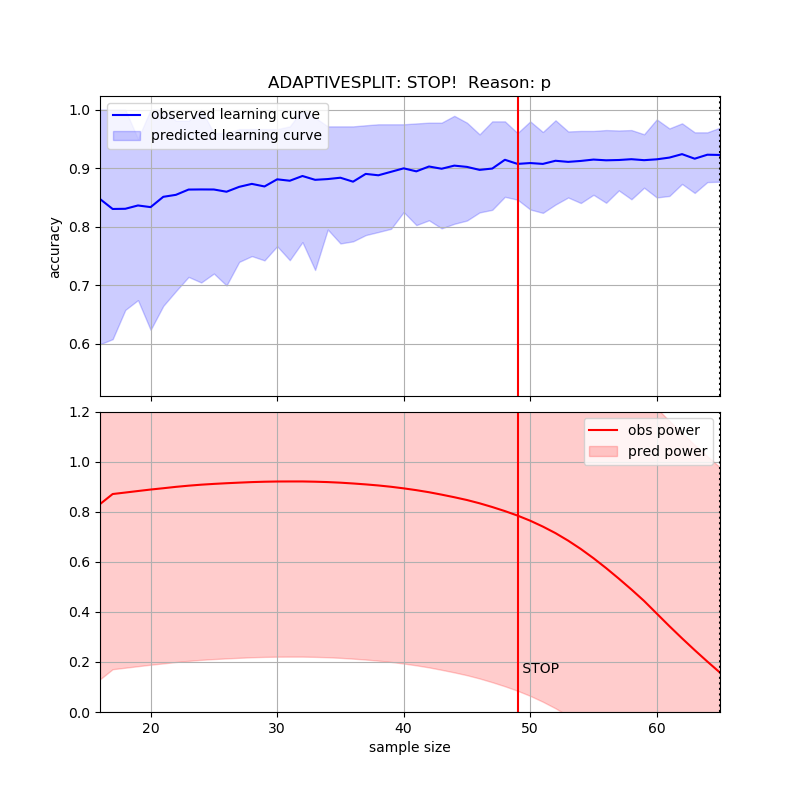 ADAPTIVESPLIT: STOP!  Reason: p
observed learning curve
predicted learning curve
1.0
0.9
0.8
0.7
0.6
accuracy
obs power
pred power
1.2
1.0
0.8
0.6
0.4
0.2
0.0
STOP
20 30 40 50 60
sample size